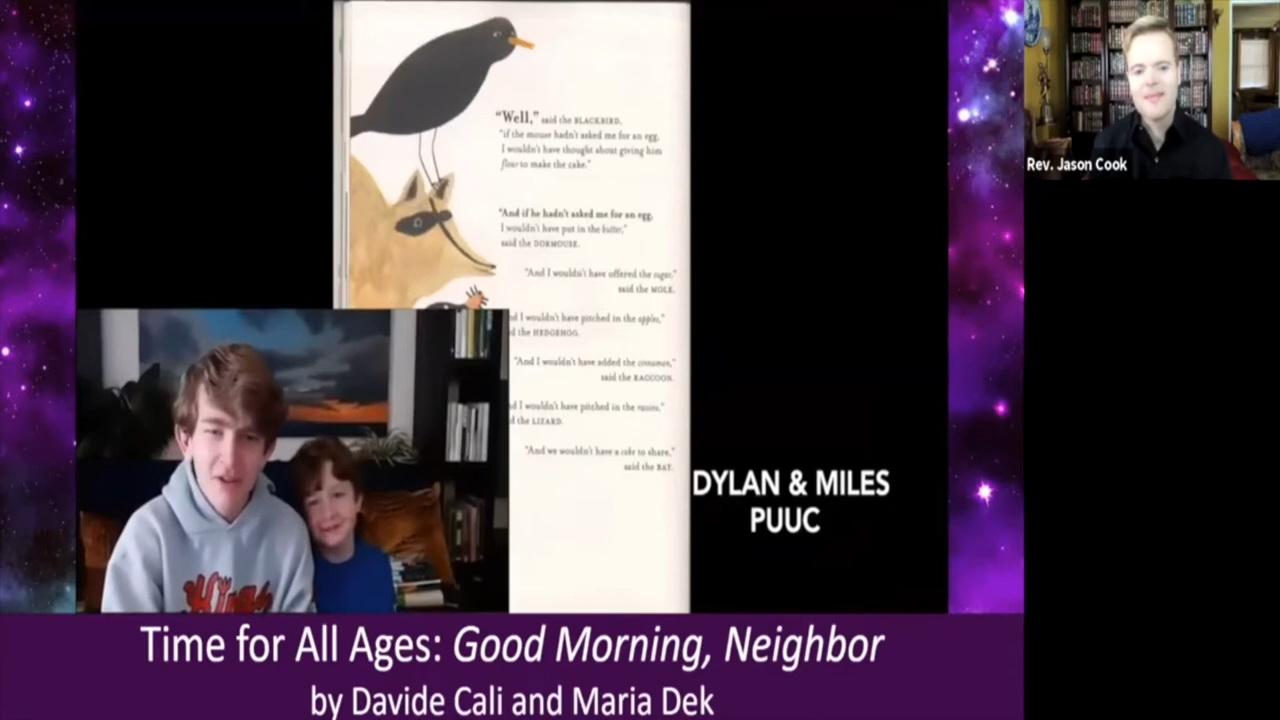 "Well," said the BLACKBIRD,
"if the mouse hadn't asked me for an egg,
I wouldn't have thought about giving him
flour to make the cake."
"And if he hadn't asked me for an egg,
I wouldn't have put in the butter,"
said the DORMOUSE.
"And I wouldn't have offered the sugar,"
said the MOLE.
I wouldn't have pitched in the apples,"
the HEDGEHOG.
"And I wouldn't have added the cinnamon,"
said the RACCOON.
I wouldn't have pitched in the raisins,"
the LIZARD.
"And we wouldn't have a cake to share,"
said the BAT.
Rev. Jason Cook
DYLAN & MILES
PUUC
Kings
Time for All Ages: Good Morning, Neighbor
by Davide Cali and Maria Dek